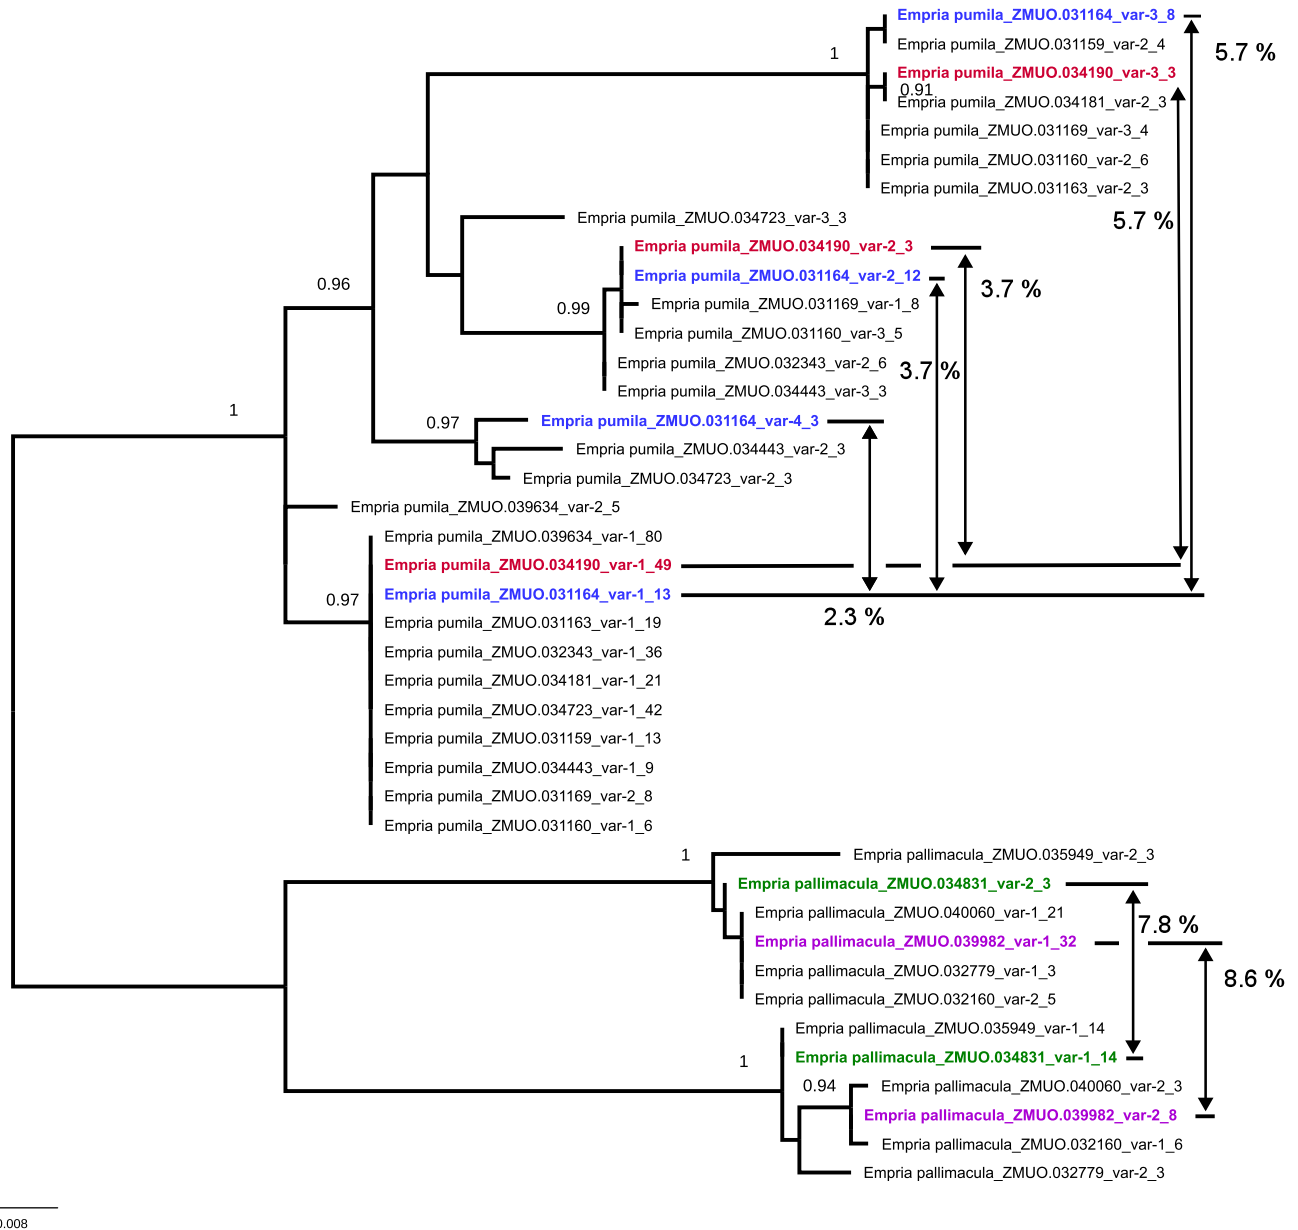 Empria pumila_ZMUO.031164_var-3_8
5.7 %
Empria pumila_ZMUO.031159_var-2_4
1
Empria pumila_ZMUO.034190_var-3_3
0.91
Empria pumila_ZMUO.034181_var-2_3
Empria pumila_ZMUO.031169_var-3_4
Empria pumila_ZMUO.031160_var-2_6
Empria pumila_ZMUO.031163_var-2_3
5.7 %
Empria pumila_ZMUO.034723_var-3_3
Empria pumila_ZMUO.034190_var-2_3
Empria pumila_ZMUO.031164_var-2_12
0.96
3.7 %
Empria pumila_ZMUO.031169_var-1_8
0.99
Empria pumila_ZMUO.031160_var-3_5
Empria pumila_ZMUO.032343_var-2_6
3.7 %
Empria pumila_ZMUO.034443_var-3_3
1
0.97
Empria pumila_ZMUO.031164_var-4_3
Empria pumila_ZMUO.034443_var-2_3
Empria pumila_ZMUO.034723_var-2_3
Empria pumila_ZMUO.039634_var-2_5
Empria pumila_ZMUO.039634_var-1_80
Empria pumila_ZMUO.034190_var-1_49
0.97
Empria pumila_ZMUO.031164_var-1_13
2.3 %
Empria pumila_ZMUO.031163_var-1_19
Empria pumila_ZMUO.032343_var-1_36
Empria pumila_ZMUO.034181_var-1_21
Empria pumila_ZMUO.034723_var-1_42
Empria pumila_ZMUO.031159_var-1_13
Empria pumila_ZMUO.034443_var-1_9
Empria pumila_ZMUO.031169_var-2_8
Empria pumila_ZMUO.031160_var-1_6
1
Empria pallimacula_ZMUO.035949_var-2_3
Empria pallimacula_ZMUO.034831_var-2_3
Empria pallimacula_ZMUO.040060_var-1_21
7.8 %
Empria pallimacula_ZMUO.039982_var-1_32
Empria pallimacula_ZMUO.032779_var-1_3
8.6 %
Empria pallimacula_ZMUO.032160_var-2_5
Empria pallimacula_ZMUO.035949_var-1_14
1
Empria pallimacula_ZMUO.034831_var-1_14
0.94
Empria pallimacula_ZMUO.040060_var-2_3
Empria pallimacula_ZMUO.039982_var-2_8
Empria pallimacula_ZMUO.032160_var-1_6
Empria pallimacula_ZMUO.032779_var-2_3
0.008